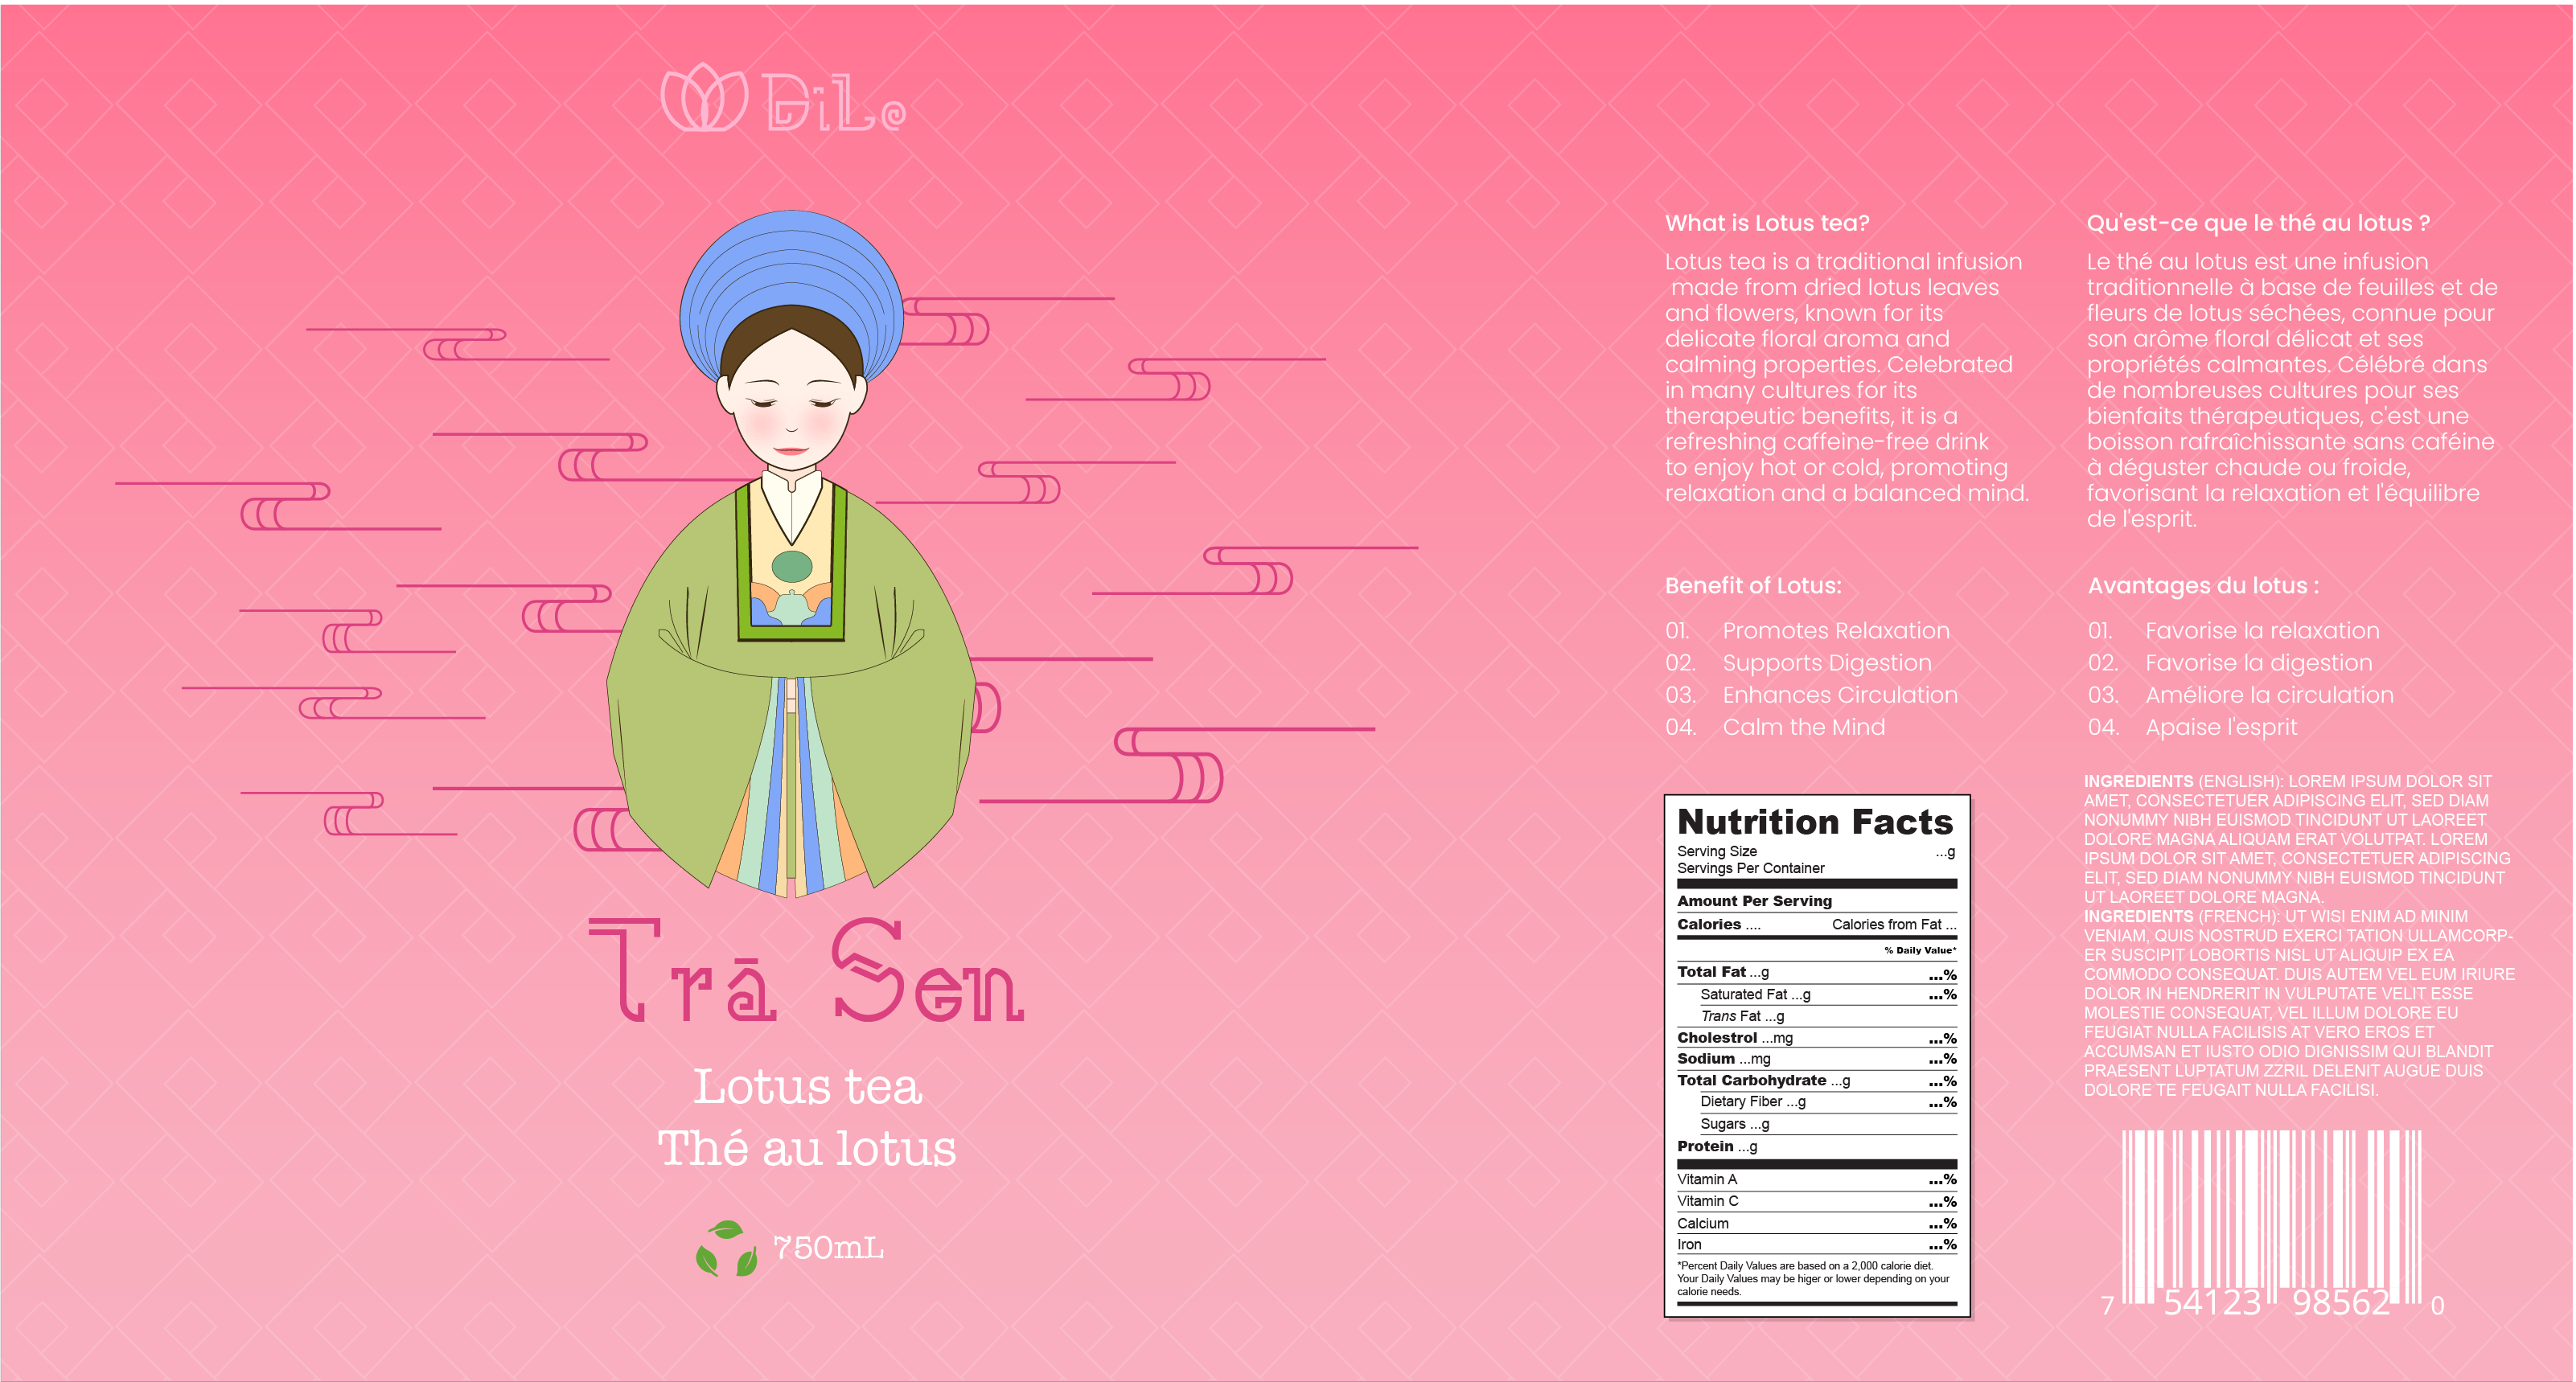 DiLe
Trā Sen
Lotus tea
Thé au lotus
750mL
What is Lotus tea?
Lotus tea is a traditional infusion
made from dried lotus leaves
and flowers, known for its
delicate floral aroma and
calming properties. Celebrated
in many cultures for its
therapeutic benefits, it is a
refreshing caffeine-free drink
to enjoy hot or cold, promoting
relaxation and a balanced mind.
Benefit of Lotus:
01. Promotes Relaxation
02. Supports Digestion
03. Enhances Circulation
04. Calm the Mind
Nutrition Facts
Serving Size ...g
Servings Per Container
Amount Per Serving
Calories .... Calories from Fat ...
% Daily Value*
Total Fat ...g ...%
Saturated Fat ...g ...%
Trans Fat ...g
Cholestrol ...mg ...%
Sodium ...mg ...%
Total Carbohydrate ...g ...%
Dietary Fiber ...g ...%
Sugars ...g
Protein ...g
Vitamin A ...%
Vitamin C ...%
Calcium ...%
Iron ...%
*Percent Daily Values are based on a 2,000 calorie diet.
Your Daily Values may be higer or lower depending on your
calorie needs.
Qu'est-ce que le thé au lotus ?
Le thé au lotus est une infusion
traditionnelle à base de feuilles et de
fleurs de lotus séchées, connue pour
son arôme floral délicat et ses
propriétés calmantes. Célébré dans
de nombreuses cultures pour ses
bienfaits thérapeutiques, c'est une
boisson rafraîchissante sans caféine
à déguster chaude ou froide,
favorisant la relaxation et l'équilibre
de l'esprit.
Avantages du lotus :
01. Favorise la relaxation
02. Favorise la digestion
03. Améliore la circulation
04. Apaise l'esprit
INGREDIENTS (ENGLISH): LOREM IPSUM DOLOR SIT
AMET, CONSECTETUER ADIPISCING ELIT, SED DIAM
NONUMMY NIBH EUISMOD TINCIDUNT UT LAOREET
DOLORE MAGNA ALIQUAM ERAT VOLUTPAT. LOREM
IPSUM DOLOR SIT AMET, CONSECTETUER ADIPISCING
ELIT, SED DIAM NONUMMY NIBH EUISMOD TINCIDUNT
UT LAOREET DOLORE MAGNA.
INGREDIENTS (FRENCH): UT WISI ENIM AD MINIM
VENIAM, QUIS NOSTRUD EXERCI TATION ULLAMCORP-
ER SUSCIPIT LOBORTIS NISL UT ALIQUIP EX EA
COMMODO CONSEQUAT. DUIS AUTEM VEL EUM IRIURE
DOLOR IN HENDRERIT IN VULPUTATE VELIT ESSE
MOLESTIE CONSEQUAT, VEL ILLUM DOLORE EU
FEUGIAT NULLA FACILISIS AT VERO EROS ET
ACCUMSAN ET IUSTO ODIO DIGNISSIM QUI BLANDIT
PRAESENT LUPTATUM ZZRIL DELENIT AUGUE DUIS
DOLORE TE FEUGAIT NULLA FACILISI.
7 54123 98562 0